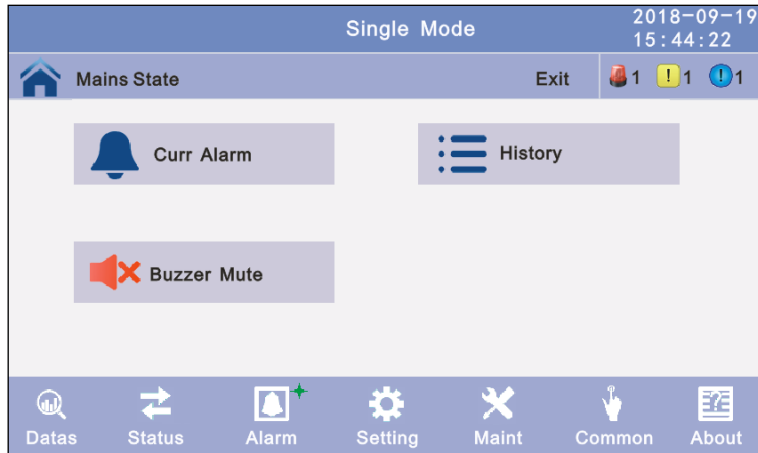 Single Mode
2018-09-19
15:44:22
Mains State
Exit
1
! 1
! 1
Curr Alarm
History
Buzzer Mute
Datas
Status
Alarm
Setting
Maint
Common
About